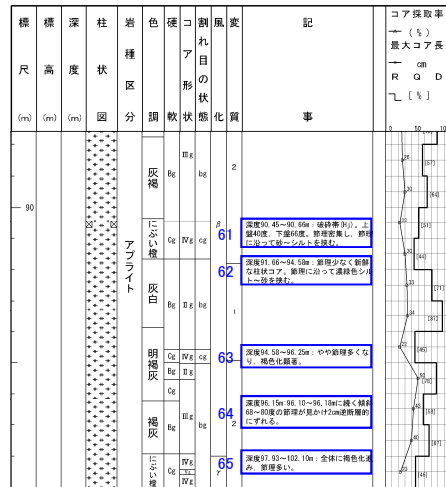 標尺(m)
標高(m)
深度(m)
柱状図
岩種区分
色調
硬軟
コア形状
割れ目の状態
風化
変質
記事
コア採取率
(%)
最大コア長
cm
R Q D
[%]
0 50 10
90
アプライト
灰褐
にぶい橙
灰白
明褐灰
褐灰
にぶい橙
Bg
Cg
Bg
Cg
Bg
Cg
Bg
Cg
Ⅲg
Ⅳg
Ⅱg
Ⅳg
Ⅱg
Ⅲg
Ⅳg
Ⅳg
bg
cg
bg
cg
bg
β
γ
2
1
2
61
深度90.45~90.66m:破砕帯(Hj)。上
盤40度、下盤66度。節理密集し、節理
に沿って砂~シルトを挟む。
62
深度91.66~94.58m:節理少なく新鮮
な柱状コア。節理に沿って濃緑色シル
ト~砂を挟む。
63
深度94.58~96.25m:やや節理多くな
り、褐色化顕著。
64
深度96.15m:96.10~96.18mに続く傾斜
68~80度の節理が見かけ2cm逆断層的
にずれる。
65
深度97.93~102.10m:全体に褐色化進
み、節理多い。
[57]
[64]
[51]
[44]
[71]
[87]
[45]
[78]
[67]